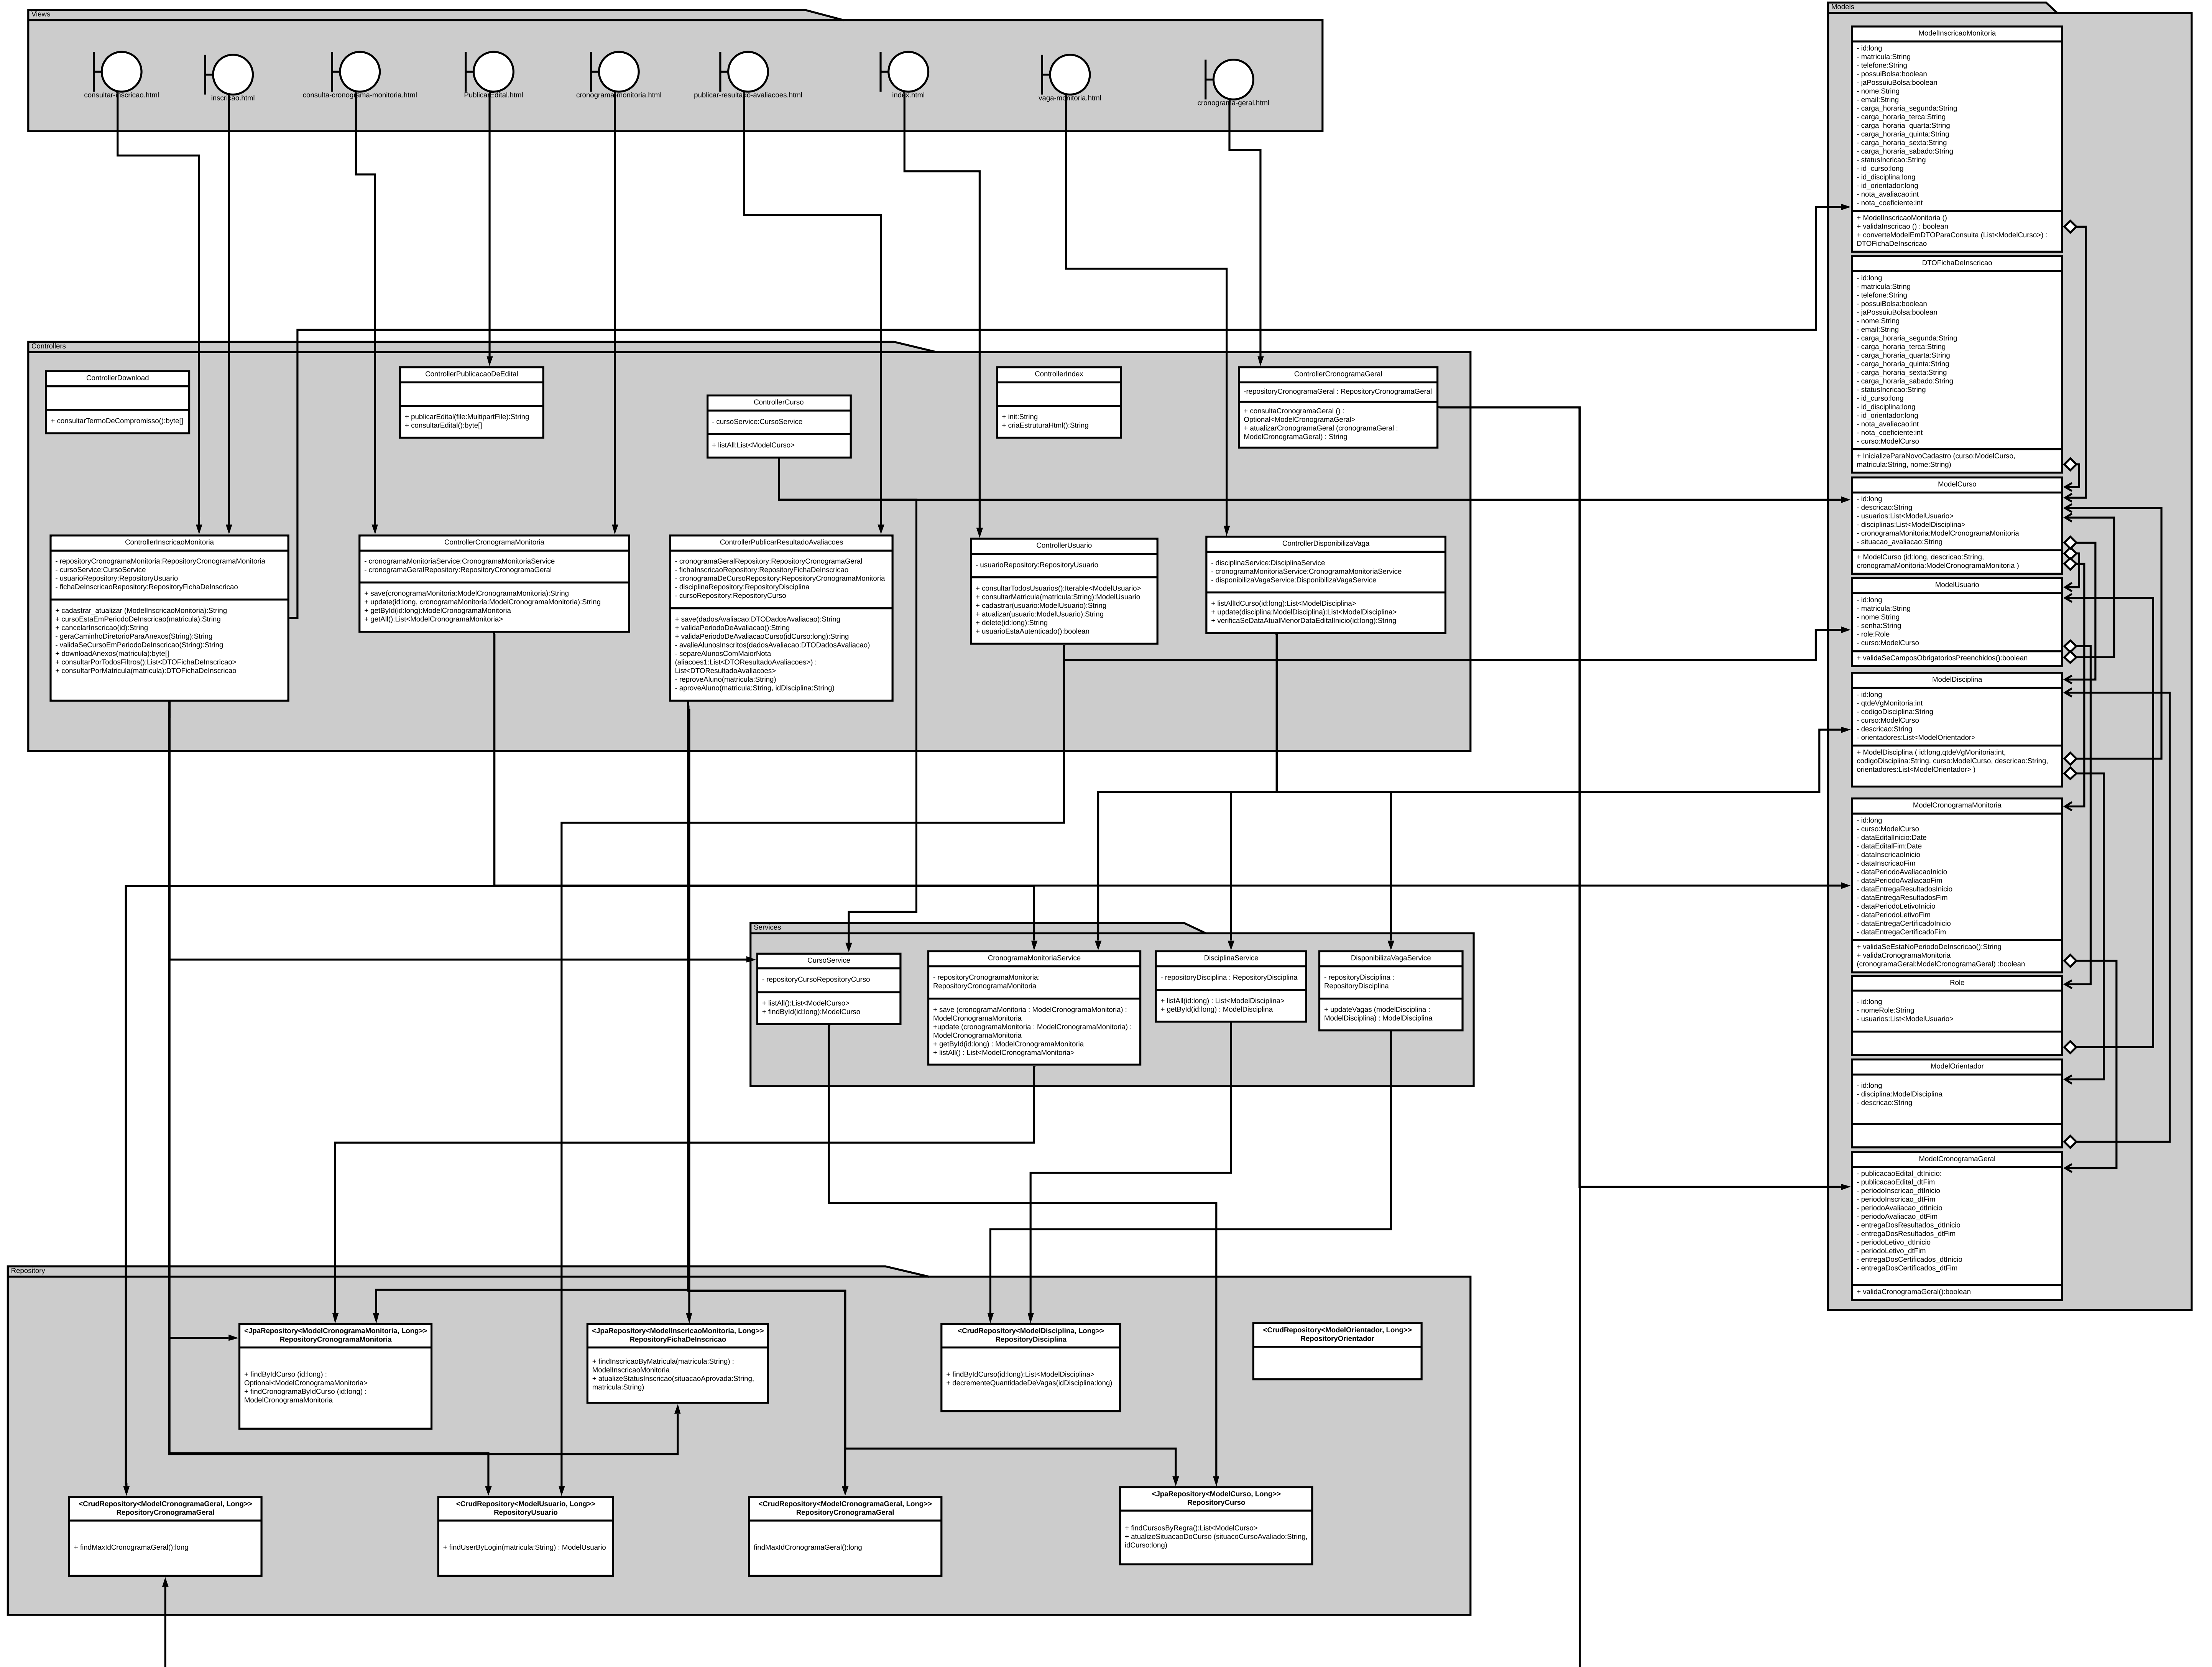 Views
consultar-inscricao.html
inscricao.html
consulta-cronograma-monitoria.html
PublicarEdital.html
cronograma-monitoria.html
publicar-resultado-avaliacoes.html
index.html
vaga-monitoria.html
cronograma-geral.html
Controllers
ControllerDownload
+ consultarTermoDeCompromisso():byte[]
ControllerPublicacaoDeEdital
+ publicarEdital(file:MultipartFile):String
+ consultarEdital():byte[]
ControllerCurso
- cursoService:CursoService
+ listAll:List<ModelCurso>
ControllerIndex
+ init:String
+ criaEstruturaHtml():String
ControllerCronogramaGeral
-repositoryCronogramaGeral : RepositoryCronogramaGeral
+ consultaCronogramaGeral () :
Optional<ModelCronogramaGeral>
+ atualizarCronogramaGeral (cronogramaGeral :
ModelCronogramaGeral) : String
ControllerInscricaoMonitoria
- repositoryCronogramaMonitoria:RepositoryCronogramaMonitoria
- cursoService:CursoService
- usuarioRepository:RepositoryUsuario
- fichaDeInscricaoRepository:RepositoryFichaDeInscricao
+ cadastrar_atualizar (ModelInscricaoMonitoria):String
+ cursoEstaEmPeriodoDeInscricao(matricula):String
+ cancelarInscricao(id):String
- geraCaminhoDiretorioParaAnexos(String):String
- validaSeCursoEmPeriodoDeInscricao(String):String
+ downloadAnexos(matricula):byte[]
+ consultarPorTodosFiltros():List<DTOFichaDeInscricao>
+ consultarPorMatricula(matricula):DTOFichaDeInscricao
ControllerCronogramaMonitoria
- cronogramaMonitoriaService:CronogramaMonitoriaService
- cronogramaGeralRepository:RepositoryCronogramaGeral
+ save(cronogramaMonitoria:ModelCronogramaMonitoria):String
+ update(id:long, cronogramaMonitoria:ModelCronogramaMonitoria):String
+ getById(id:long):ModelCronogramaMonitoria
+ getAll():List<ModelCronogramaMonitoria>
ControllerPublicarResultadoAvaliacoes
- cronogramaGeralRepository:RepositoryCronogramaGeral
- fichaInscricaoRepository:RepositoryFichaDeInscricao
- cronogramaDeCursoRepository:RepositoryCronogramaMonitoria
- disciplinaRepository:RepositoryDisciplina
- cursoRepository:RepostoryCurso
+ save(dadosAvaliacao:DTODadosAvaliacao):String
+ validaPeriodoDeAvaliacao():String
+ validaPeriodoDeAvaliacaoCurso(idCurso:long):String
- avalieAlunosInscritos(dadosAvaliacao:DTODadosAvaliacao)
- separeAlunosComMaiorNota
(aliacoes1:List<DTOResultadoAvaliacoes>) :
List<DTOResultadoAvaliacoes>
- reproveAluno(matricula:String)
- aproveAluno(matricula:String, idDisciplina:String)
ControllerUsuario
- usuarioRepository:RepositoryUsuario
+ consultarTodosUsuarios():Iterable<ModelUsuario>
+ consultarMatricula(matricula:String):ModelUsuario
+ cadastrar(usuario:ModelUsuario):String
+ atualizar(usuario:ModelUsuario):String
+ delete(id:long):String
+ usuarioEstaAutenticado():boolean
ControllerDisponibilizaVaga
- disciplinaService:DisciplinaService
- cronogramaMonitoriaService:CronogramaMonitoriaService
- disponibilizaVagaService:DisponibilizaVagaService
+ listAllIdCurso(id:long):List<ModelDisciplina>
+ update(disciplina:ModelDisciplina):List<ModelDisciplina>
+ verificaSeDataAtualMenorDataEditalInicio(id:long):String
Services
CursoService
- repositoryCursoRepositoryCurso
+ listAll():List<ModelCurso>
+ findById(id:long):ModelCurso
CronogramaMonitoriaService
- repositoryCronogramaMonitoria:
RepositoryCronogramaMonitoria
+ save (cronogramaMonitoria : ModelCronogramaMonitoria) :
ModelCronogramaMonitoria
+update (cronogramaMonitoria : ModelCronogramaMonitoria) :
ModelCronogramaMonitoria
+ getById(id:long) : ModelCronogramaMonitoria
+ listAll() : List<ModelCronogramaMonitoria>
DisciplinaService
- repositoryDisciplina : RepositoryDisciplina
+ listAll(id:long) : List<ModelDisciplina>
+ getById(id:long) : ModelDisciplina
DisponibilizaVagaService
- repositoryDisciplina :
RepositoryDisciplina
+ updateVagas (modelDisciplina :
ModelDisciplina) : ModelDisciplina
Repository
<JpaRepository<ModelCronogramaMonitoria, Long>>
RepositoryCronogramaMonitoria
+ findByIdCurso (id:long) :
Optional<ModelCronogramaMonitoria>
+ findCronogramaByIdCurso (id:long) :
ModelCronogramaMonitoria
<JpaRepository<ModelInscricaoMonitoria, Long>>
RepositoryFichaDeInscricao
+ findInscricaoByMatricula(matricula:String) :
ModelInscricaoMonitoria
+ atualizeStatusInscricao(situacaoAprovada:String,
matricula:String)
<CrudRepository<ModelDisciplina, Long>>
RepositoryDisciplina
+ findByIdCurso(id:long):List<ModelDisciplina>
+ decrementeQuantidadeDeVagas(idDisciplina:long)
<CrudRepository<ModelOrientador, Long>>
RepositoryOrientador
<CrudRepository<ModelCronogramaGeral, Long>>
RepositoryCronogramaGeral
+ findMaxIdCronogramaGeral():long
<CrudRepository<ModelUsuario, Long>>
RepositoryUsuario
+ findUserByLogin(matricula:String) : ModelUsuario
<CrudRepository<ModelCronogramaGeral, Long>>
RepositoryCronogramaGeral
findMaxIdCronogramaGeral():long
<JpaRepository<ModelCurso, Long>>
RepositoryCurso
+ findCursosByRegra():List<ModelCurso>
+ atualizeSituacaoDoCurso (situacoCursoAvaliado:String,
idCurso:long)
Models
ModelInscricaoMonitoria
- id:long
- matricula:String
- telefone:String
- possuiBolsa:boolean
- jaPossuiuBolsa:boolean
- nome:String
- email:String
- carga_horaria_segunda:String
- carga_horaria_terca:String
- carga_horaria_quarta:String
- carga_horaria_quinta:String
- carga_horaria_sexta:String
- carga_horaria_sabado:String
- statusIncricao:String
- id_curso:long
- id_disciplina:long
- id_orientador:long
- nota_avaliacao:int
- nota_coeficiente:int
+ ModelInscricaoMonitoria ()
+ validaInscricao () : boolean
+ converteModelEmDTOParaConsulta (List<ModelCurso>) :
DTOFichaDeInscricao
DTOFichaDeInscricao
- id:long
- matricula:String
- telefone:String
- possuiBolsa:boolean
- jaPossuiuBolsa:boolean
- nome:String
- email:String
- carga_horaria_segunda:String
- carga_horaria_terca:String
- carga_horaria_quarta:String
- carga_horaria_quinta:String
- carga_horaria_sexta:String
- carga_horaria_sabado:String
- statusIncricao:String
- id_curso:long
- id_disciplina:long
- id_orientador:long
- nota_avaliacao:int
- nota_coeficiente:int
- curso:ModelCurso
+ InicializeParaNovoCadastro (curso:ModelCurso,
matricula:String, nome:String)
ModelCurso
- id:long
- descricao:String
- usuarios:List<ModelUsuario>
- disciplinas:List<ModelDisciplina>
- cronogramaMonitoria:ModelCronogramaMonitoria
- situacao_avaliacao:String
+ ModelCurso (id:long, descricao:String,
cronogramaMonitoria:ModelCronogramaMonitoria )
ModelUsuario
- id:long
- matricula:String
- nome:String
- senha:String
- role:Role
- curso:ModelCurso
+ validaSeCamposObrigatoriosPreenchidos():boolean
ModelDisciplina
- id:long
- qtdeVgMonitoria:int
- codigoDisciplina:String
- curso:ModelCurso
- descricao:String
- orientadores:List<ModelOrientador>
+ ModelDisciplina ( id:long,qtdeVgMonitoria:int,
codigoDisciplina:String, curso:ModelCurso, descricao:String,
orientadores:List<ModelOrientador> )
ModelCronogramaMonitoria
- id:long
- curso:ModelCurso
- dataEditalInicio:Date
- dataEditalFim:Date
- dataInscricaoInicio
- dataInscricaoFim
- dataPeriodoAvaliacaoInicio
- dataPeriodoAvaliacaoFim
- dataEntregaResultadosInicio
- dataEntregaResultadosFim
- dataPeriodoLetivoInicio
- dataPeriodoLetivoFim
- dataEntregaCertificadoInicio
- dataEntregaCertificadoFim
+ validaSeEstaNoPeriodoDeInscricao():String
+ validaCronogramaMonitoria
(cronogramaGeral:ModelCronogramaGeral) :boolean
Role
- id:long
- nomeRole:String
- usuarios:List<ModelUsuario>
ModelOrientador
- id:long
- disciplina:ModelDisciplina
- descricao:String
ModelCronogramaGeral
- publicacaoEdital_dtInicio:
- publicacaoEdital_dtFim
- periodoInscricao_dtInicio
- periodoInscricao_dtFim
- periodoAvaliacao_dtInicio
- periodoAvaliacao_dtFim
- entregaDosResultados_dtInicio
- entregaDosResultados_dtFim
- periodoLetivo_dtInicio
- periodoLetivo_dtFim
- entregaDosCertificados_dtInicio
- entregaDosCertificados_dtFim
+ validaCronogramaGeral():boolean